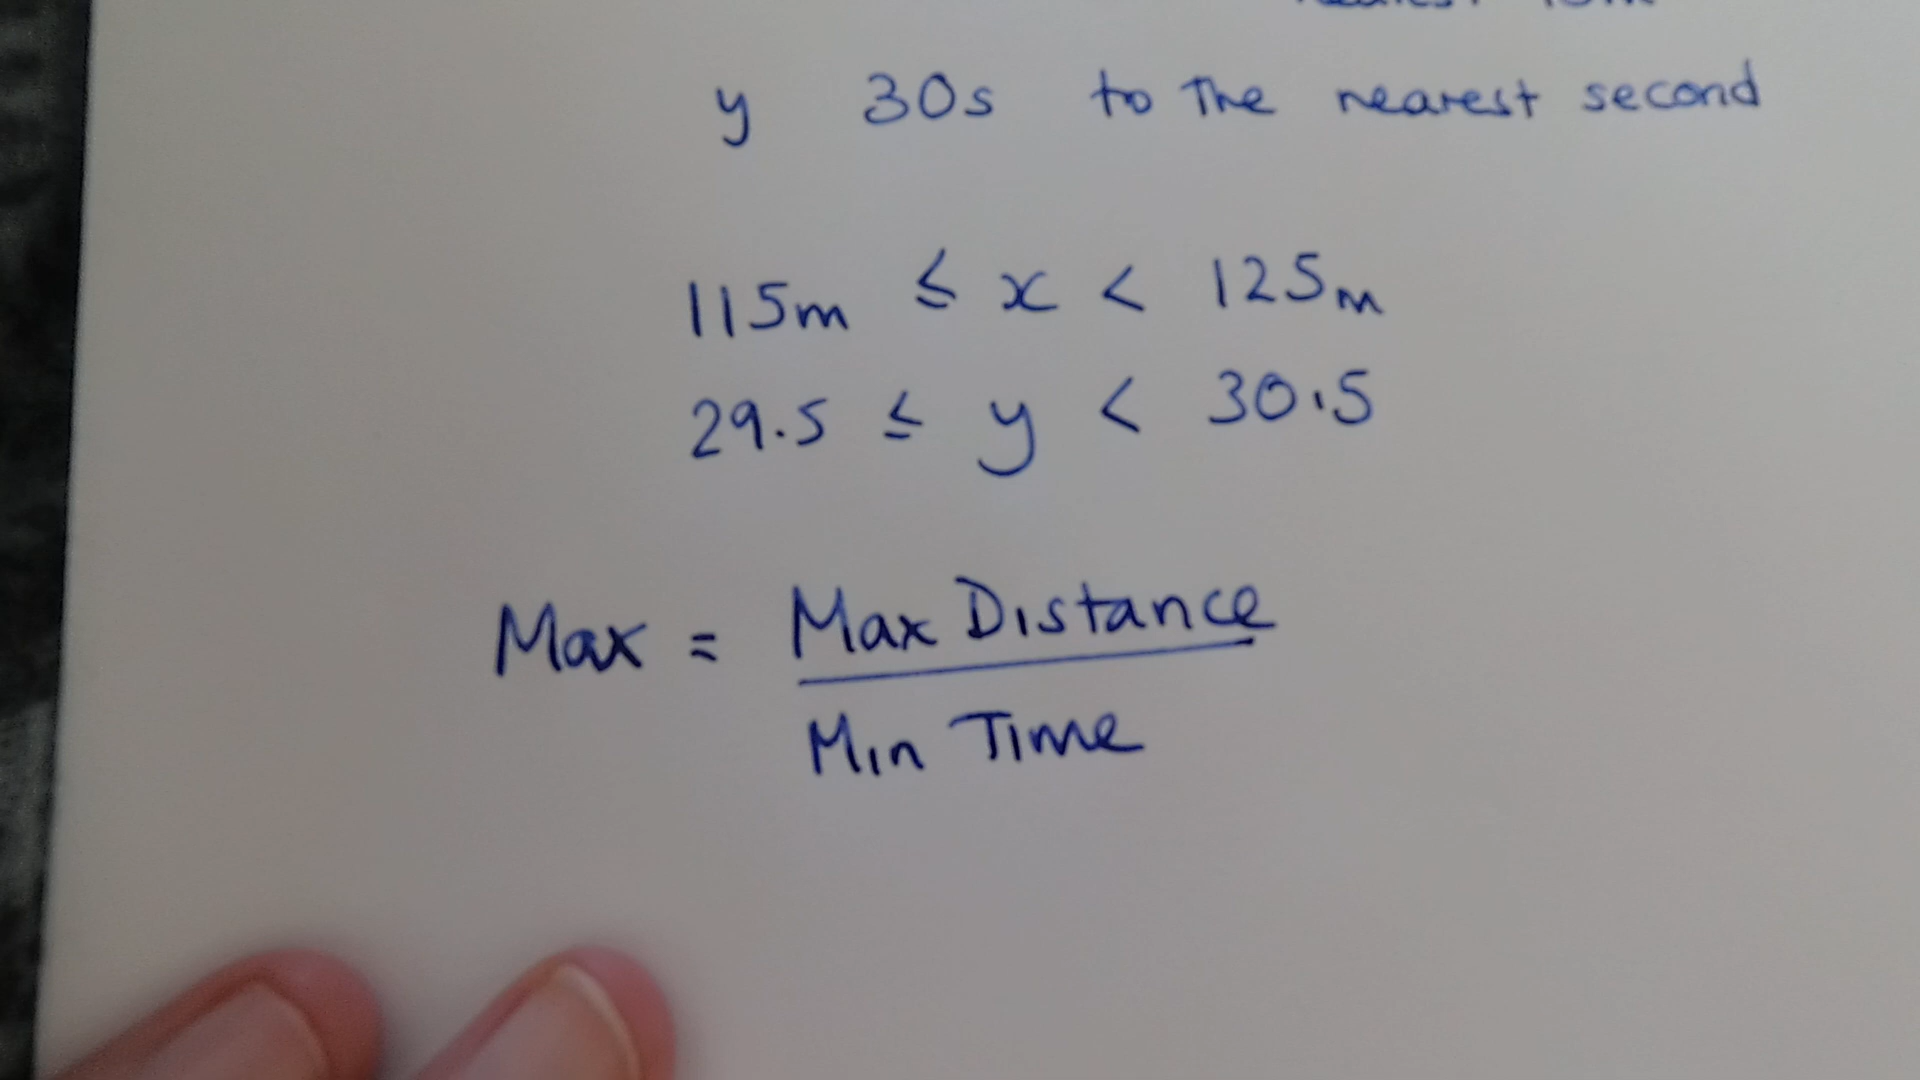 y 30s to The nearest second
115m ≤ x < 125m
29.5 ≤ y < 30.5
Max = Max Distance
Min Time